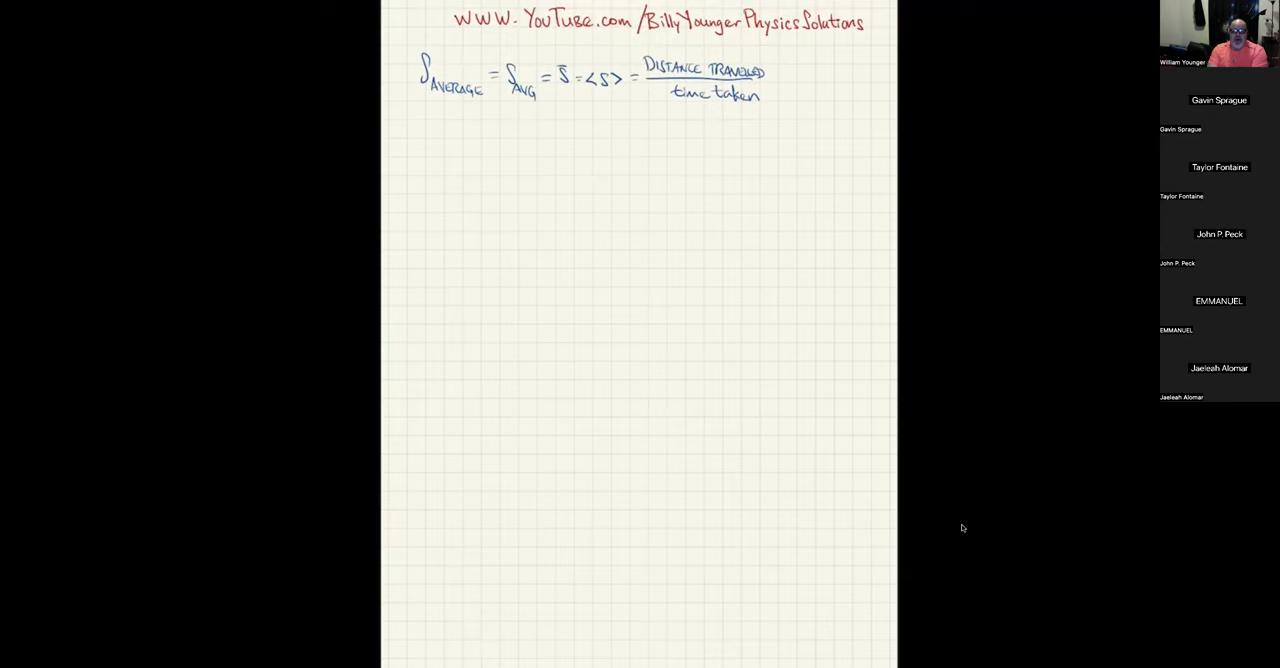 WWW.YouTube.com/BillyYoungerPhysicsSolutions
S AVERAGE = S AVG = S̄ = <S> = DISTANCE TRAVELLED / time taken
William Younger
Gavin Sprague
Gavin Sprague
Taylor Fontaine
Taylor Fontaine
John P. Peck
John P. Peck
EMMANUEL
EMMANUEL
Jaeleah Alomar
Jaeleah Alomar